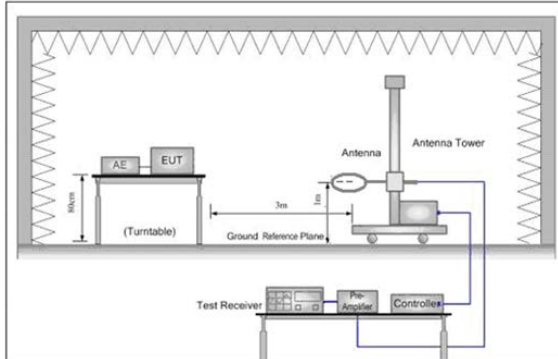 Antenna
Antenna Tower
AE
EUT
80cm
3m
1m
(Turntable)
Ground Reference Plane
Test Receiver
Pre-
Amplifier
Controller